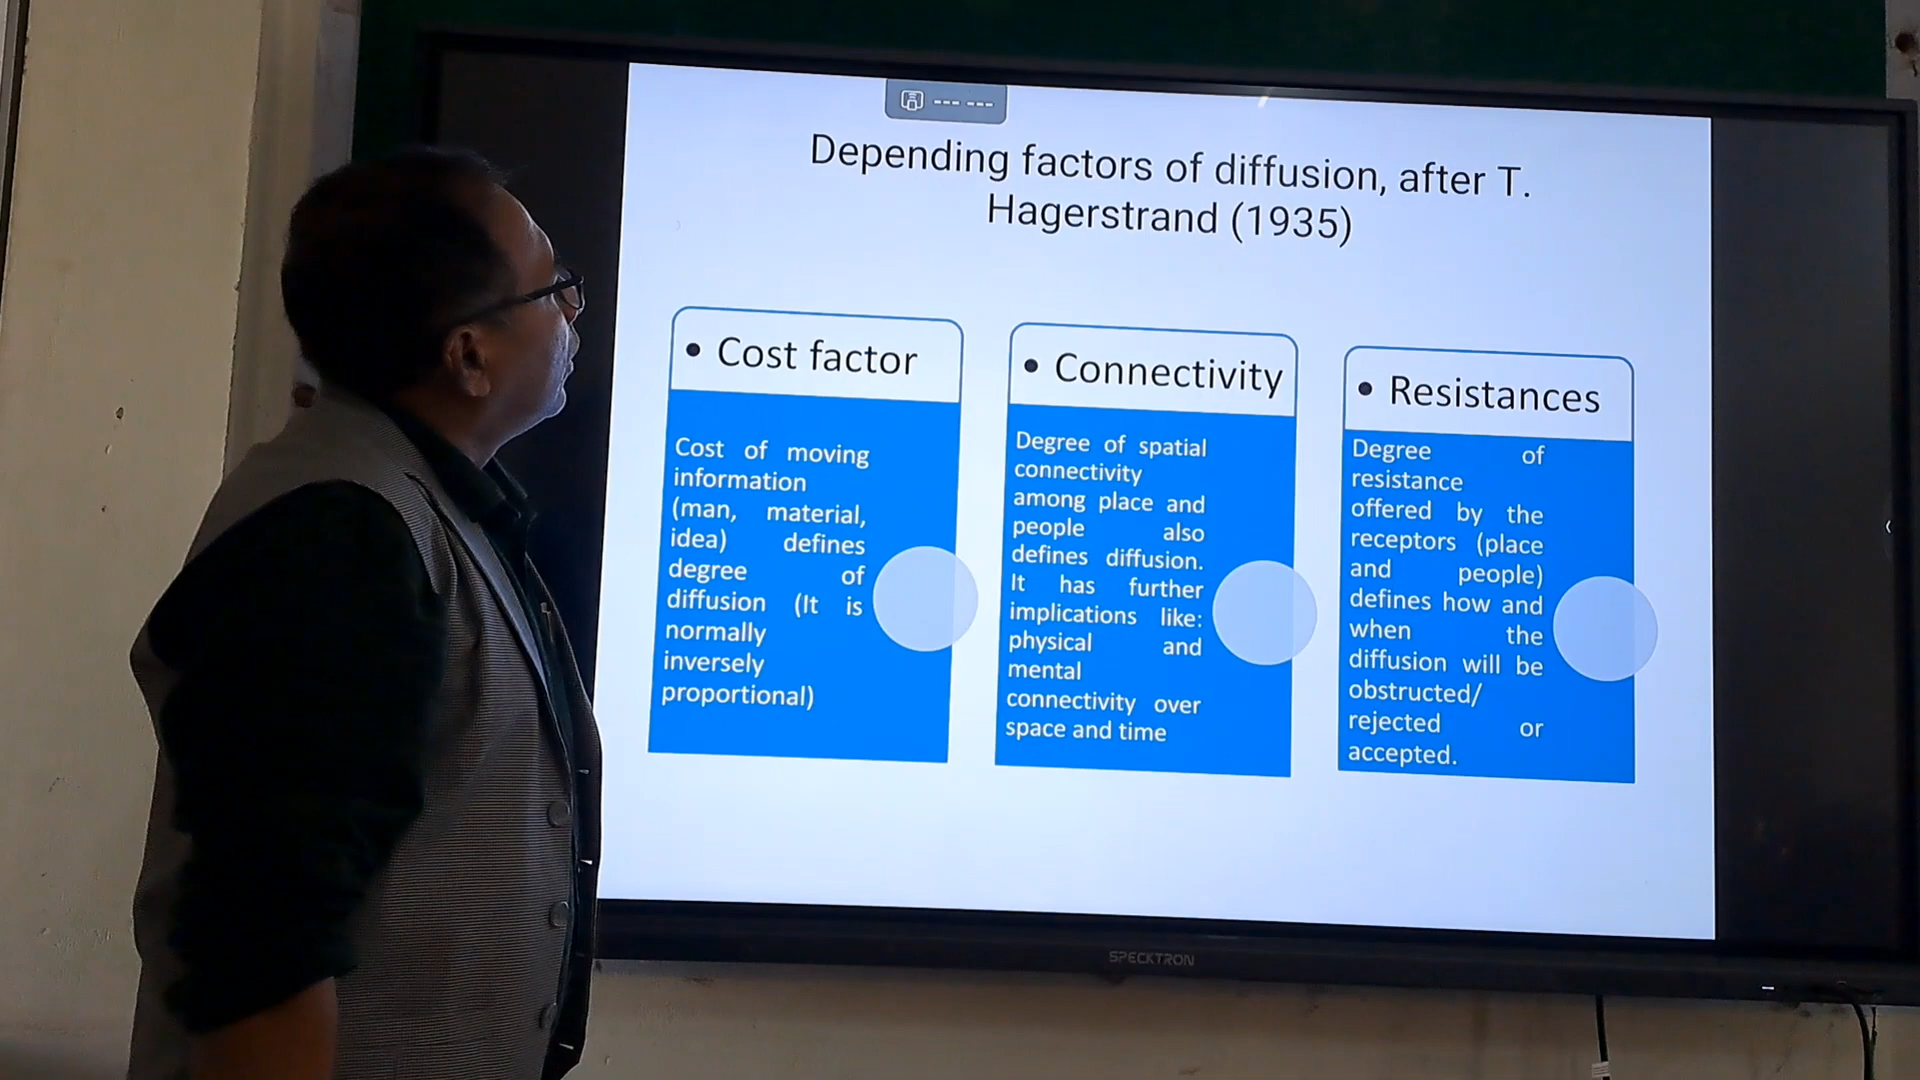 Depending factors of diffusion, after T.
Hagerstrand (1935)
• Cost factor
Cost of moving
information
(man, material,
idea) defines
degree of
diffusion (It is
normally
inversely
proportional)
• Connectivity
Degree of spatial
connectivity
among place and
people also
defines diffusion.
It has further
implications like:
physical and
mental
connectivity over
space and time
• Resistances
Degree of
resistance
offered by the
receptors (place
and people)
defines how and
when the
diffusion will be
obstructed/
rejected or
accepted.
SPECKTRON